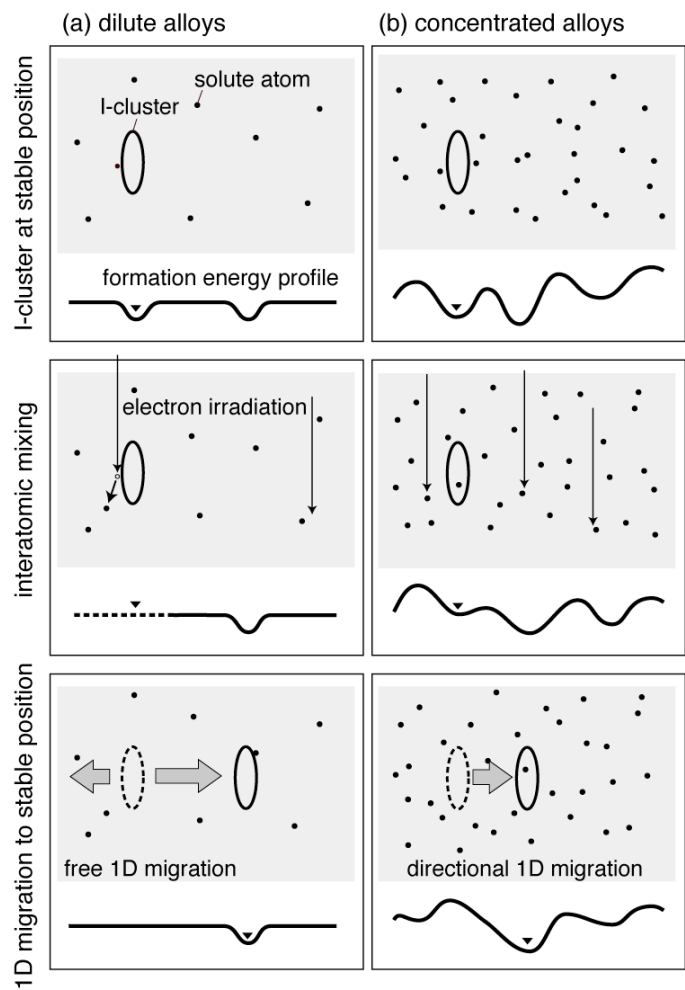 (a) dilute alloys
(b) concentrated alloys
I-cluster at stable position
solute atom
I-cluster
formation energy profile
interatomic mixing
electron irradiation
1D migration to stable position
free 1D migration
directional 1D migration